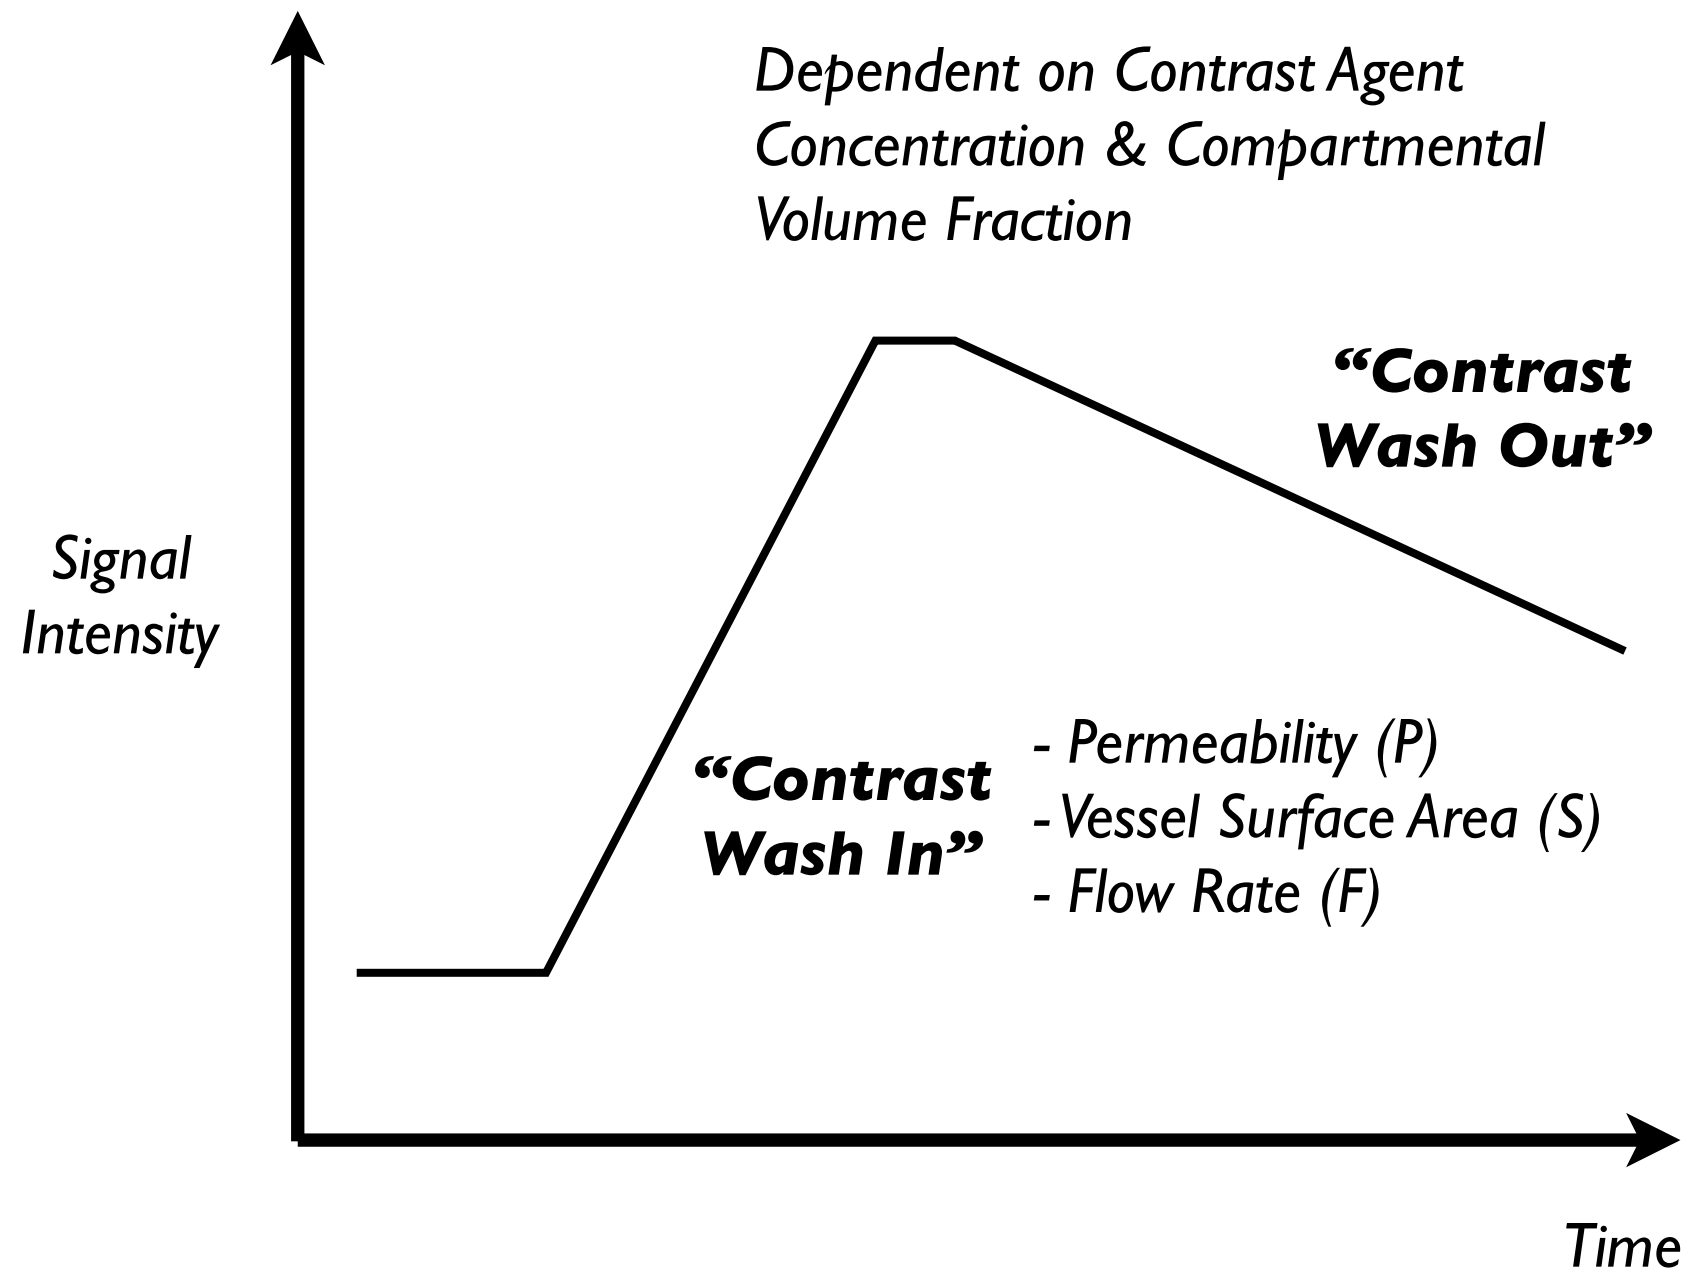 Dependent on Contrast Agent
Concentration & Compartmental
Volume Fraction
“Contrast
Wash Out”
Signal
Intensity
“Contrast
Wash In”
- Permeability (P)
- Vessel Surface Area (S)
- Flow Rate (F)
Time